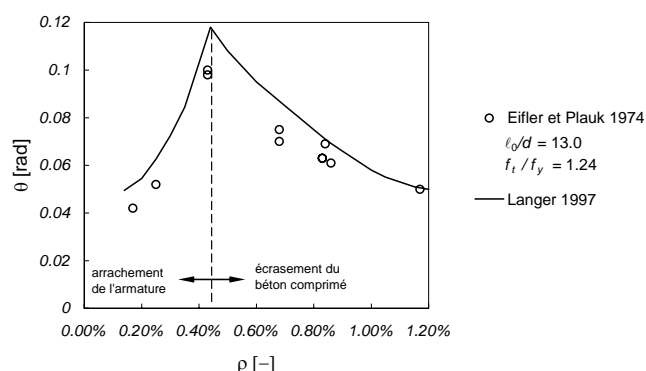 0.12
0.1
0.08
0.06
0.04
0.02
0
θ [rad]
arrachement
de l'armature
écrasement du
béton comprimé
0.00% 0.20% 0.40% 0.60% 0.80% 1.00% 1.20%
ρ [−]
Eifler et Plauk 1974
ℓ0/d = 13.0
ft / fy = 1.24
Langer 1997